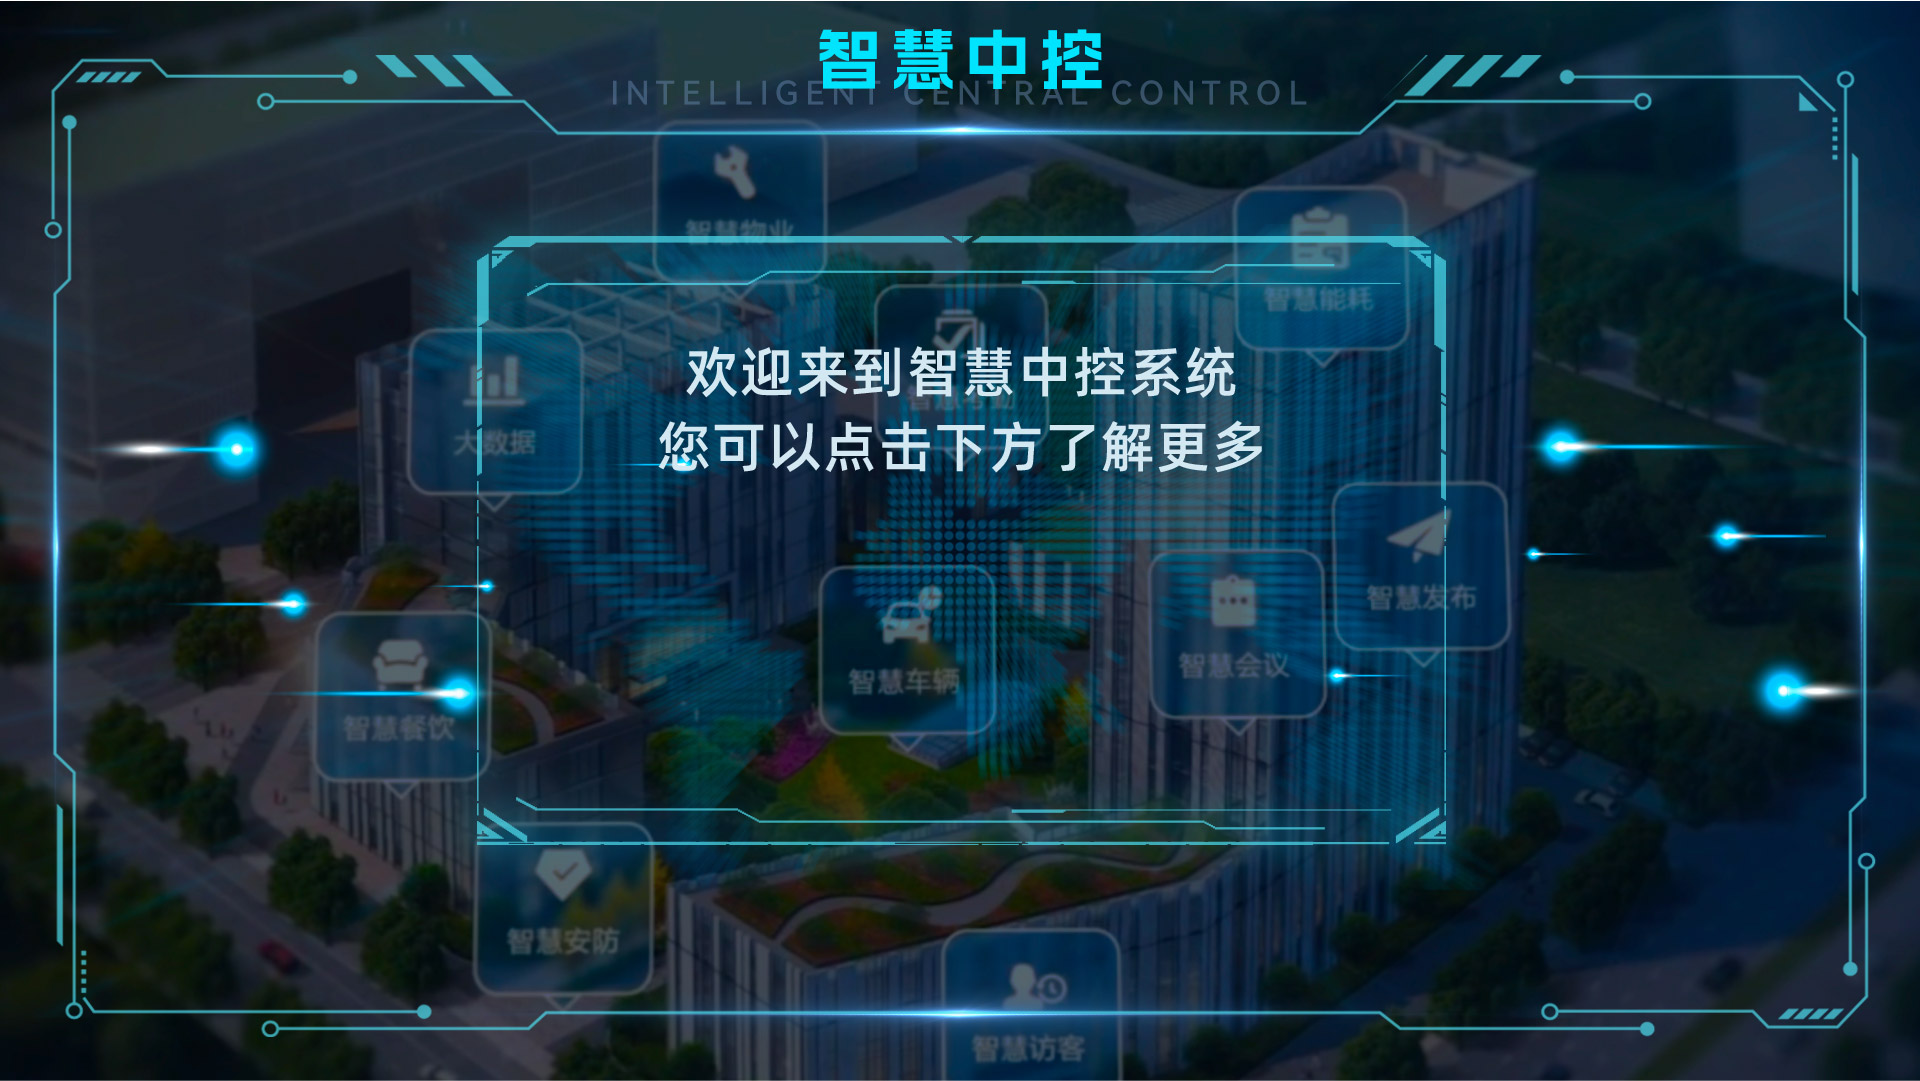 智慧中控
INTELLIGENT CENTRAL CONTROL
智慧物业
智慧能耗
欢迎来到智慧中控系统
大数据
您可以点击下方了解更多
智慧发布
智慧会议
智慧车辆
智慧餐饮
智慧安防
智慧访客